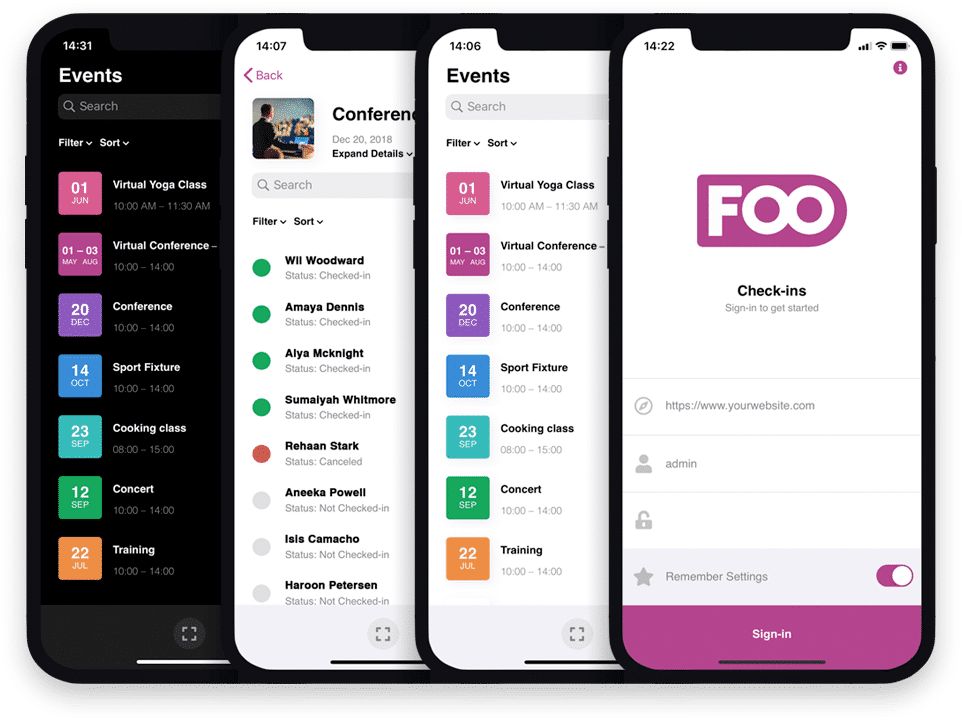 14:31
Events
Search
Filter Sort
01
JUN
Virtual Yoga Class
10:00 AM – 11:30 AM
01 – 03
MAY AUG
Virtual Conference –
10:00 – 14:00
20
DEC
Conference
10:00 – 14:00
14
OCT
Sport Fixture
10:00 – 14:00
23
SEP
Cooking class
08:00 – 15:00
12
SEP
Concert
10:00 – 14:00
22
JUL
Training
10:00 – 14:00
14:07
Back
Conferen
Dec 20, 2018
Expand Details
Search
Filter Sort
Wil Woodward
Status: Checked-in
Amaya Dennis
Status: Checked-in
Alya Mcknight
Status: Checked-in
Sumaiyah Whitmore
Status: Checked-in
Rehaan Stark
Status: Canceled
Aneeka Powell
Status: Not Checked-in
Isis Camacho
Status: Not Checked-in
Haroon Petersen
Status: Not Checked-in
14:06
Events
Search
Filter Sort
01
JUN
Virtual Yoga Class
10:00 AM – 11:30 AM
01 – 03
MAY AUG
Virtual Conference –
10:00 – 14:00
20
DEC
Conference
10:00 – 14:00
14
OCT
Sport Fixture
10:00 – 14:00
23
SEP
Cooking class
08:00 – 15:00
12
SEP
Concert
10:00 – 14:00
22
JUL
Training
10:00 – 14:00
14:22
i
FOO
Check-ins
Sign-in to get started
https://www.yourwebsite.com
admin
Remember Settings
Sign-in